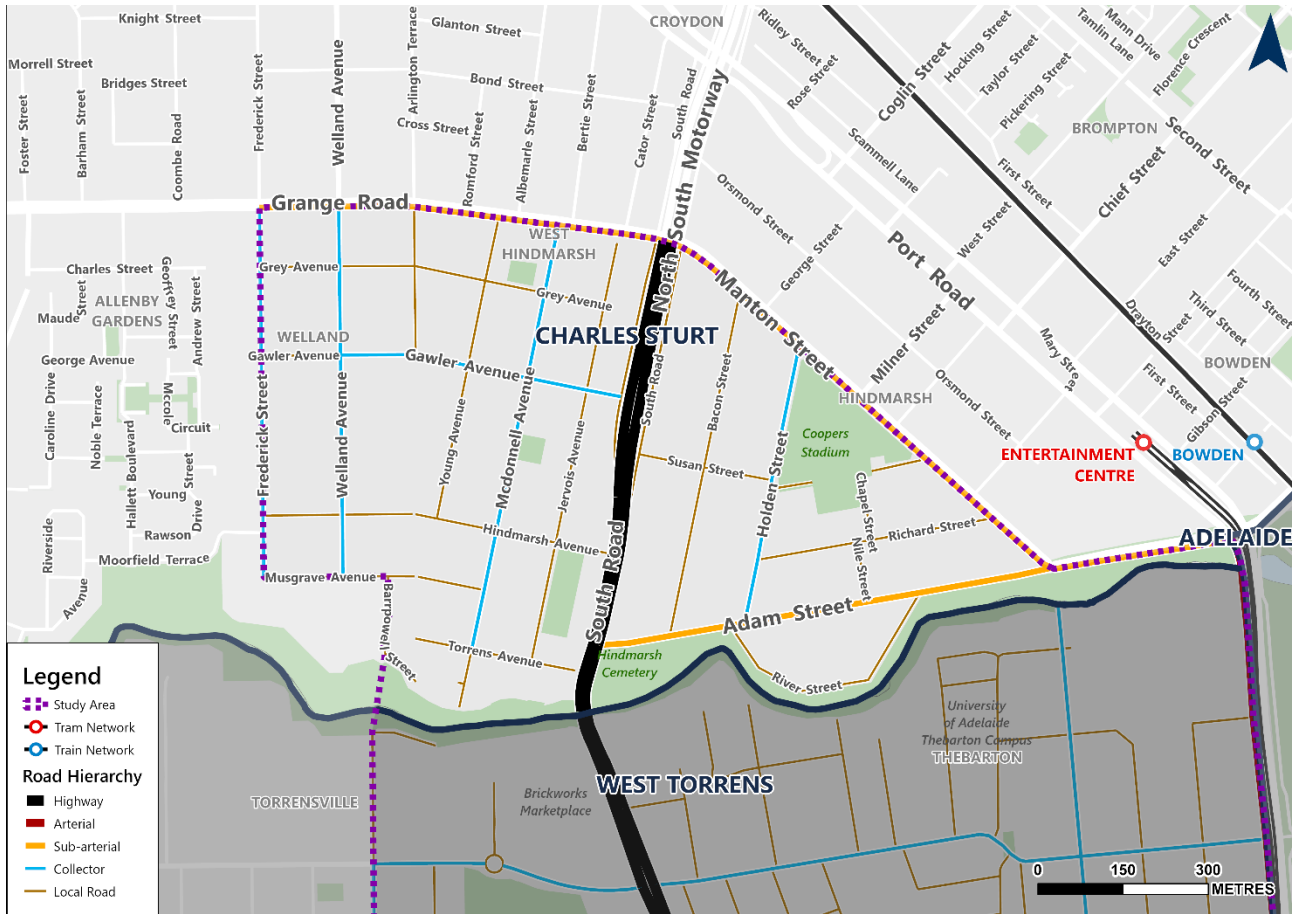 Knight Street
Morrell Street
Bridges Street
Foster Street
Barham Street
Coombe Road
Frederick Street
Welland Avenue
Arlington Terrace
Glanton Street
Bond Street
Cross Street
Romford Street
Albemarle Street
Bertie Street
Cator Street
South Road
North South Motorway
CROYDON
Ridley Street
Rose Street
Scammell Lane
Coglin Street
Hocking Street
Taylor Street
Pickering Street
Tamlin Lane
Mann Drive
Florence Crescent
BROMPTON
Second Street
Chief Street
First Street
West Street
East Street
Fourth Street
Third Street
Drayton Street
BOWDEN
Port Road
Orsmond Street
George Street
Manton Street
Milner Street
Orsmond Street
Mary Street
First Street
Gibson Street
HINDMARSH
ENTERTAINMENT
CENTRE
BOWDEN
ADELAIDE
Grange Road
WEST
HINDMARSH
Grey Avenue
Grey Avenue
WELLAND
CHARLES STURT
Gawler Avenue
Gawler Avenue
Charles Street
ALLENBY
GARDENS
Maude Street
Geoffrey Street
Andrew Street
George Avenue
Caroline Drive
Noble Terrace
Hallett Boulevard
Mccole Circuit
Young Street
Rawson Drive
Moorfield Terrace
Riverside Avenue
Frederick Street
Welland Avenue
Young Avenue
Mcdonnell Avenue
Jervois Avenue
South Road
Bacon Street
Susan Street
Holden Street
Coopers
Stadium
Chapel Street
Nile Street
Richard Street
Hindmarsh Avenue
South Road
Musgrave Avenue
Barrpowell Street
Torrens Avenue
Adam Street
Hindmarsh
Cemetery
River Street
University
of Adelaide
Thebarton Campus
THEBARTON
WEST TORRENS
Brickworks
Marketplace
TORRENSVILLE
Legend
Study Area
Tram Network
Train Network
Road Hierarchy
Highway
Arterial
Sub-arterial
Collector
Local Road
0 150 300
METRES